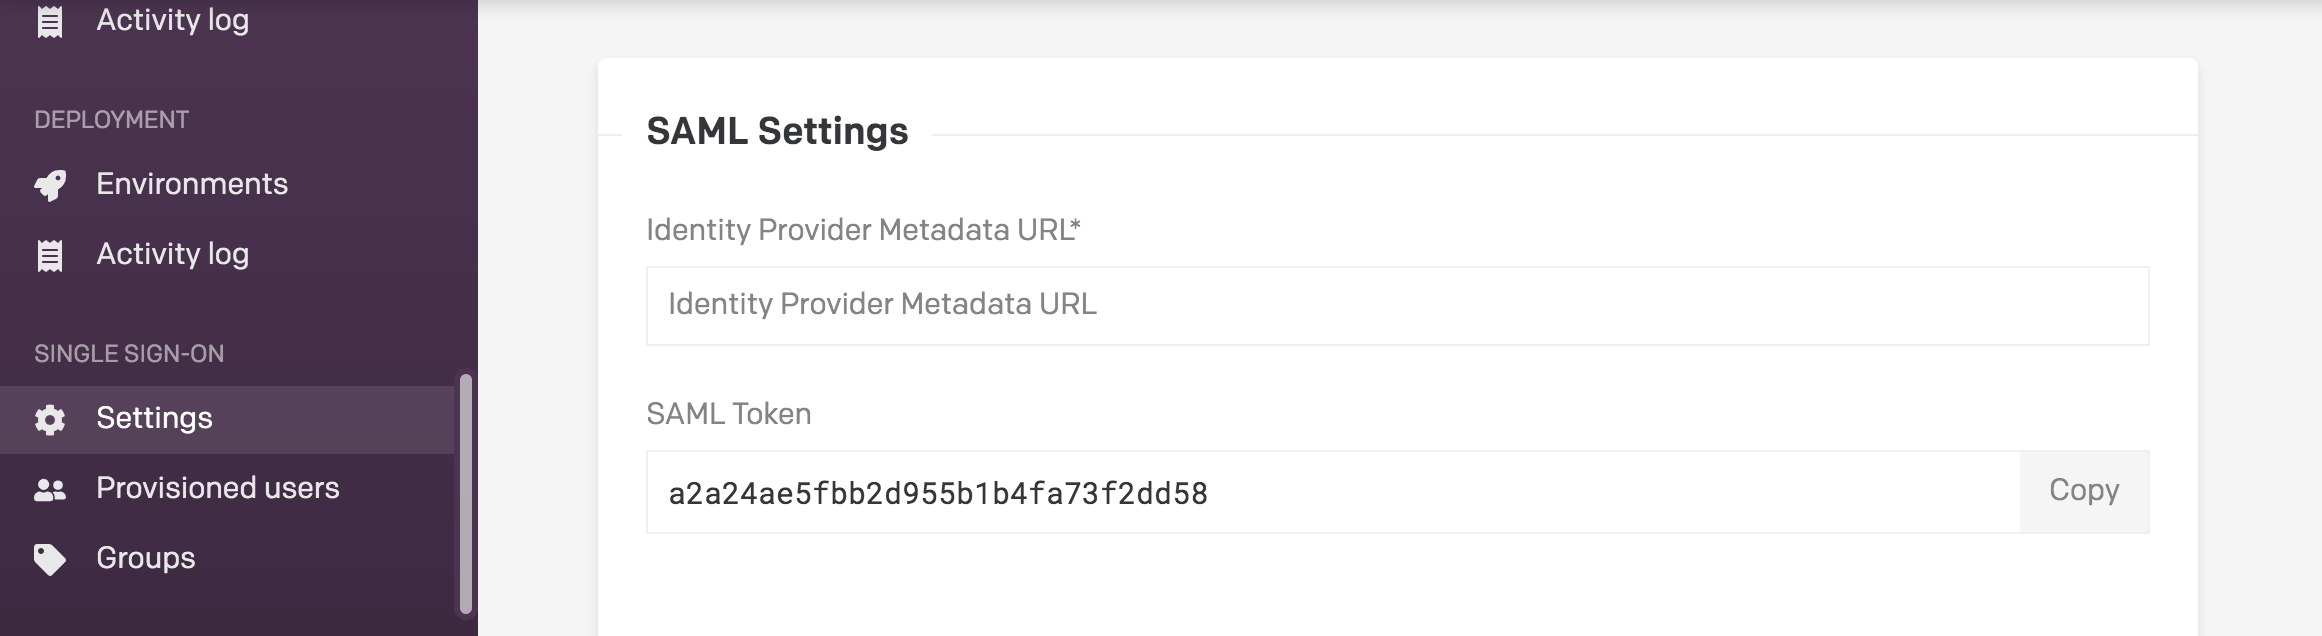 Activity log
DEPLOYMENT
Environments
Activity log
SINGLE SIGN-ON
Settings
Provisioned users
Groups
SAML Settings
Identity Provider Metadata URL*
Identity Provider Metadata URL
SAML Token
a2a24ae5fbb2d955b1b4fa73f2dd58
Copy